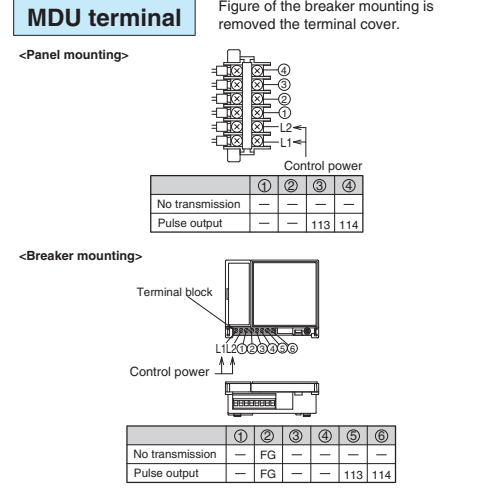 MDU terminal
Figure of the breaker mounting is
removed the terminal cover.
<Panel mounting>
④
③
②
①
L2
L1
Control power
① ② ③ ④
No transmission — — — —
Pulse output — — 113 114
<Breaker mounting>
Terminal block
L1L2①②③④⑤⑥
Control power
① ② ③ ④ ⑤ ⑥
No transmission — FG — — — —
Pulse output — FG — — 113 114